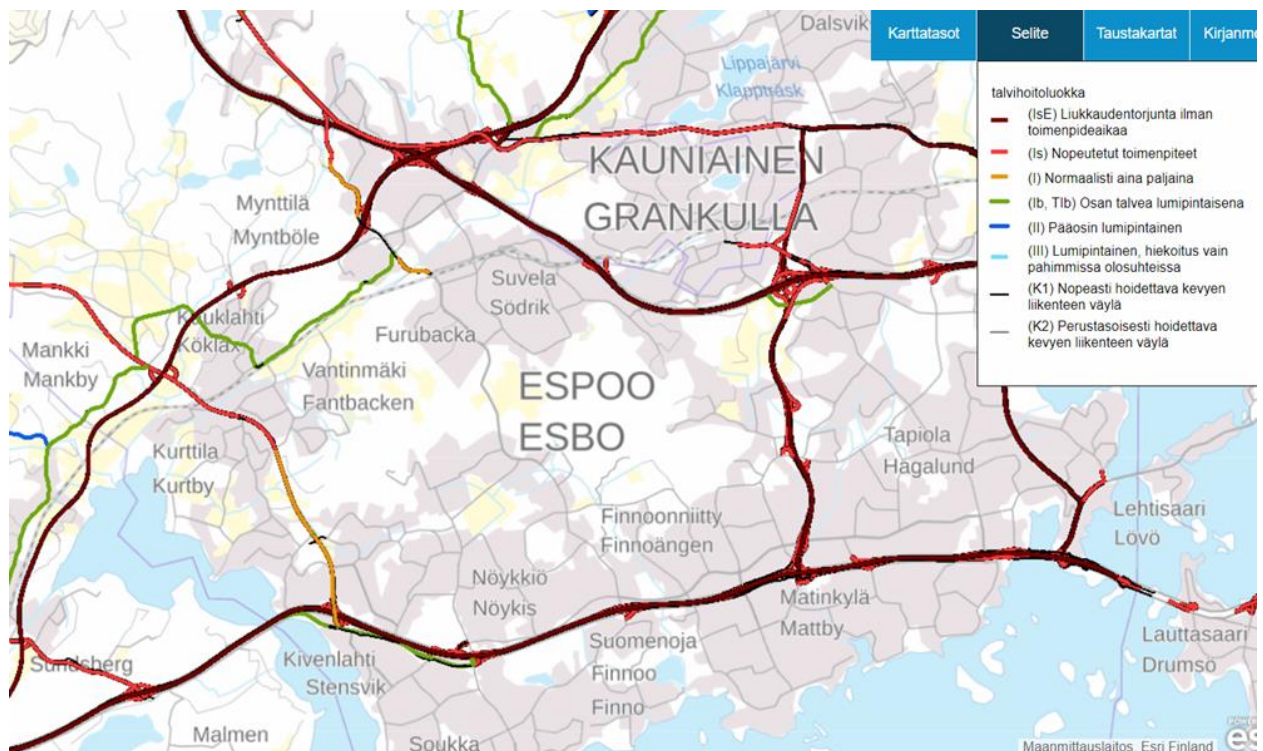 Karttatasot
Selite
Taustakartat
Kirjanme
talvihoitoluokka
(IsE) Liukkaudentorjunta ilman
toimenpideaikaa
(Is) Nopeutetut toimenpiteet
(I) Normaalisti aina paljaina
(Ib, TIb) Osan talvea lumipintaisena
(II) Pääosin lumipintainen
(III) Lumipintainen, hiekoitus vain
pahimmissa olosuhteissa
(K1) Nopeasti hoidettava kevyen
liikenteen väylä
(K2) Perustasoisesti hoidettava
kevyen liikenteen väylä
Dalsvik
Lippajärvi
Klappträsk
KAUNIAINEN
GRANKULLA
Mynttilä
Myntböle
Suvela
Södrik
Kauklahti
Köklax
Furubacka
Mankki
Mankby
Vantinmäki
Fantbacken
ESPOO
ESBO
Tapiola
Hagalund
Kurttila
Kurtby
Finnoonniitty
Finnoängen
Lehtisaari
Lövö
Nöykkiö
Nöykis
Matinkylä
Mattby
Suomenoja
Finnoo
Finno
Lauttasaari
Drumsö
Sundsberg
Kivenlahti
Stensvik
Malmen
Soukka
Maanmittauslaitos, Esri Finland
es